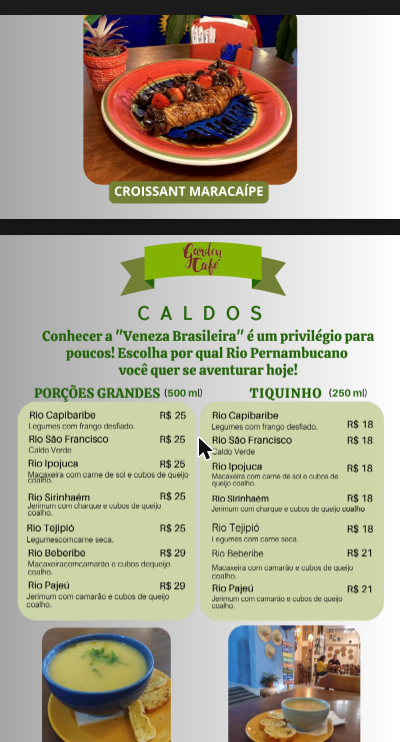 CROISSANT MARACAÍPE
Garden
Café
CALDOS
Conhecer a "Veneza Brasileira" é um privilégio para
poucos! Escolha por qual Rio Pernambucano
você quer se aventurar hoje!
PORÇÕES GRANDES (500 ml)
Rio Capibaribe R$ 25
Legumes com frango desfiado.
Rio São Francisco R$ 25
Caldo Verde
Rio Ipojuca R$ 25
Macaxeira com carne de sol e cubos de queijo
coalho.
Rio Sirinhaém R$ 25
Jerimum com charque e cubos de queijo
coalho.
Rio Tejipió R$ 25
Legumescomcarne seca.
Rio Beberibe R$ 29
Macaxoiracomcamarão e cubos dequeijo
coalho.
Rio Pajeú R$ 29
Jerimum com camarão e cubos de queijo
coalho.
TIQUINHO (250 ml)
Rio Capibaribe
Legumes com frango desfiado. R$ 18
Rio São Francisco R$ 18
Caldo Verde
Rio Ipojuca R$ 18
Macaxeira com carne de sol e cubos de
queijo coalho.
Rio Sirinhaém R$ 18
Jerimum com charque e cubos de queijo coalho
Rio Tejipió R$ 18
Legumes com carne seca.
Rio Beberibe R$ 21
Macaxeira com camarão e cubos de queijo
coalho.
Rio Pajeú R$ 21
Jerimum com camarão e cubos de queijo
coalho.